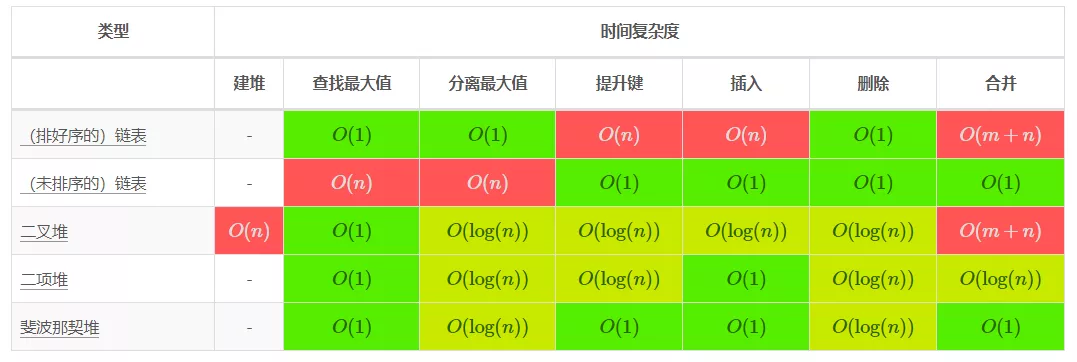 类型 时间复杂度
建堆 查找最大值 分离最大值 提升键 插入 删除 合并
（排好序的）链表 - O(1) O(1) O(n) O(n) O(1) O(m + n)
（未排序的）链表 - O(n) O(n) O(1) O(1) O(1) O(1)
二叉堆 O(n) O(1) O(log(n)) O(log(n)) O(log(n)) O(log(n)) O(m + n)
二项堆 - O(1) O(log(n)) O(log(n)) O(1) O(log(n)) O(log(n))
斐波那契堆 - O(1) O(log(n)) O(1) O(1) O(log(n)) O(1)